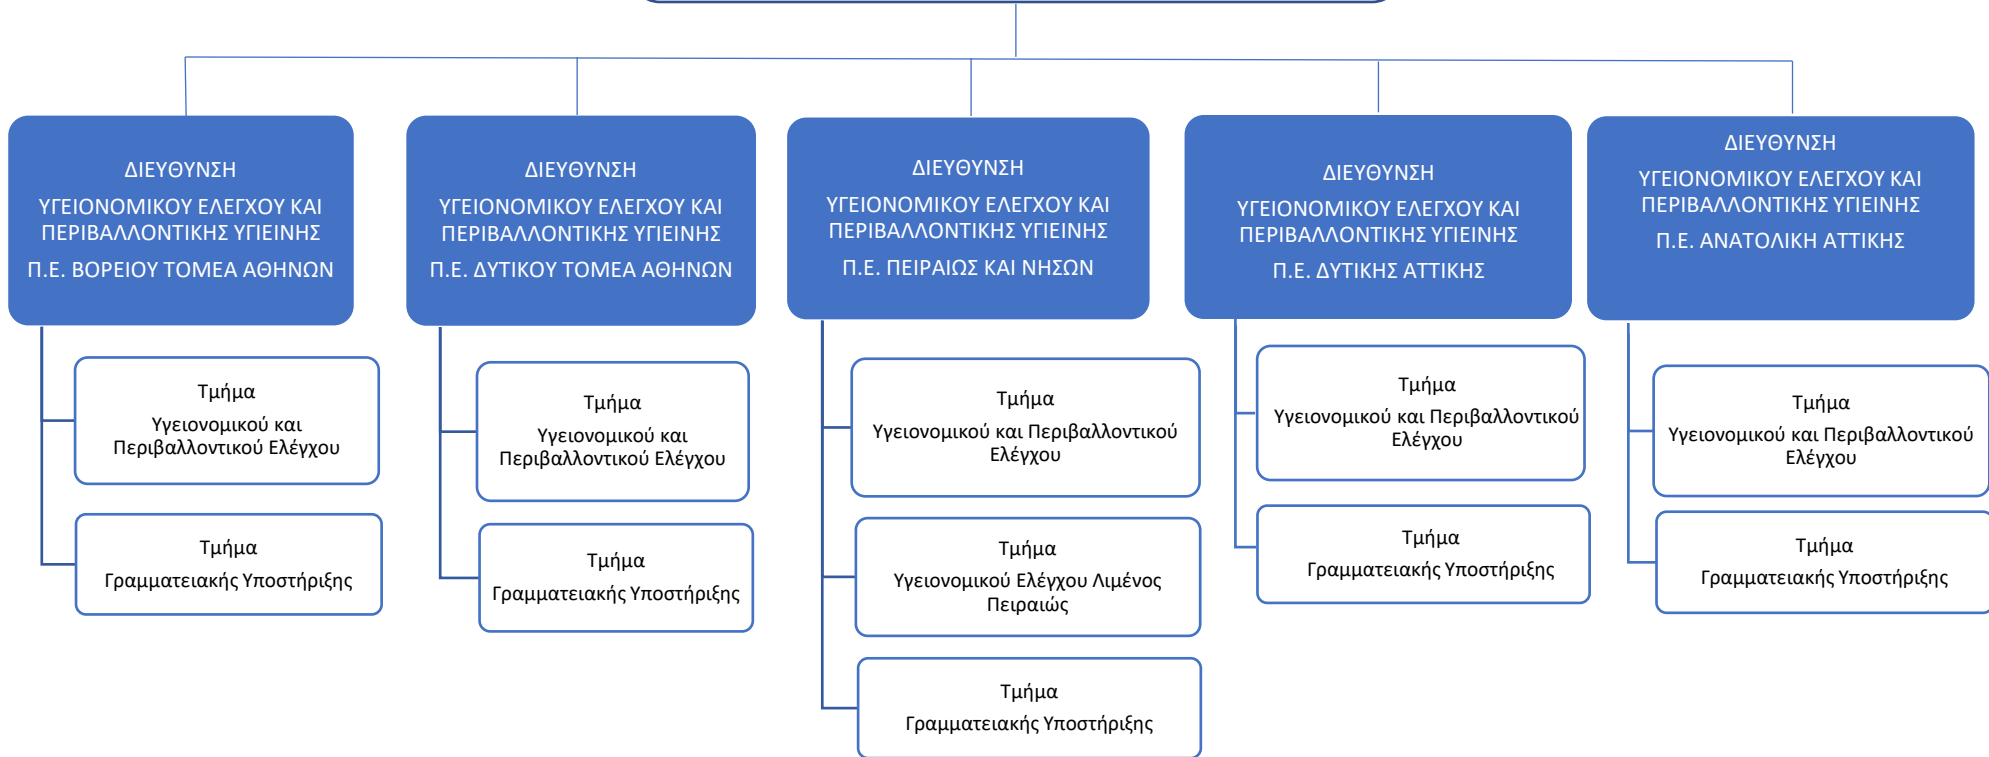 ΔΙΕΥΘΥΝΣΗ
ΥΓΕΙΟΝΟΜΙΚΟΥ ΕΛΕΓΧΟΥ ΚΑΙ
ΠΕΡΙΒΑΛΛΟΝΤΙΚΗΣ ΥΓΙΕΙΝΗΣ
Π.Ε. ΒΟΡΕΙΟΥ ΤΟΜΕΑ ΑΘΗΝΩΝ
Τμήμα
Υγειονομικού και
Περιβαλλοντικού Ελέγχου
Τμήμα
Γραμματειακής Υποστήριξης
ΔΙΕΥΘΥΝΣΗ
ΥΓΕΙΟΝΟΜΙΚΟΥ ΕΛΕΓΧΟΥ ΚΑΙ
ΠΕΡΙΒΑΛΛΟΝΤΙΚΗΣ ΥΓΙΕΙΝΗΣ
Π.Ε. ΔΥΤΙΚΟΥ ΤΟΜΕΑ ΑΘΗΝΩΝ
Τμήμα
Υγειονομικού και
Περιβαλλοντικού Ελέγχου
Τμήμα
Γραμματειακής Υποστήριξης
ΔΙΕΥΘΥΝΣΗ
ΥΓΕΙΟΝΟΜΙΚΟΥ ΕΛΕΓΧΟΥ ΚΑΙ
ΠΕΡΙΒΑΛΛΟΝΤΙΚΗΣ ΥΓΙΕΙΝΗΣ
Π.Ε. ΠΕΙΡΑΙΩΣ ΚΑΙ ΝΗΣΩΝ
Τμήμα
Υγειονομικού και Περιβαλλοντικού
Ελέγχου
Τμήμα
Υγειονομικού Ελέγχου Λιμένος
Πειραιώς
Τμήμα
Γραμματειακής Υποστήριξης
ΔΙΕΥΘΥΝΣΗ
ΥΓΕΙΟΝΟΜΙΚΟΥ ΕΛΕΓΧΟΥ ΚΑΙ
ΠΕΡΙΒΑΛΛΟΝΤΙΚΗΣ ΥΓΙΕΙΝΗΣ
Π.Ε. ΔΥΤΙΚΗΣ ΑΤΤΙΚΗΣ
Τμήμα
Υγειονομικού και Περιβαλλοντικού
Ελέγχου
Τμήμα
Γραμματειακής Υποστήριξης
ΔΙΕΥΘΥΝΣΗ
ΥΓΕΙΟΝΟΜΙΚΟΥ ΕΛΕΓΧΟΥ ΚΑΙ
ΠΕΡΙΒΑΛΛΟΝΤΙΚΗΣ ΥΓΙΕΙΝΗΣ
Π.Ε. ΑΝΑΤΟΛΙΚΗ ΑΤΤΙΚΗΣ
Τμήμα
Υγειονομικού και Περιβαλλοντικού
Ελέγχου
Τμήμα
Γραμματειακής Υποστήριξης